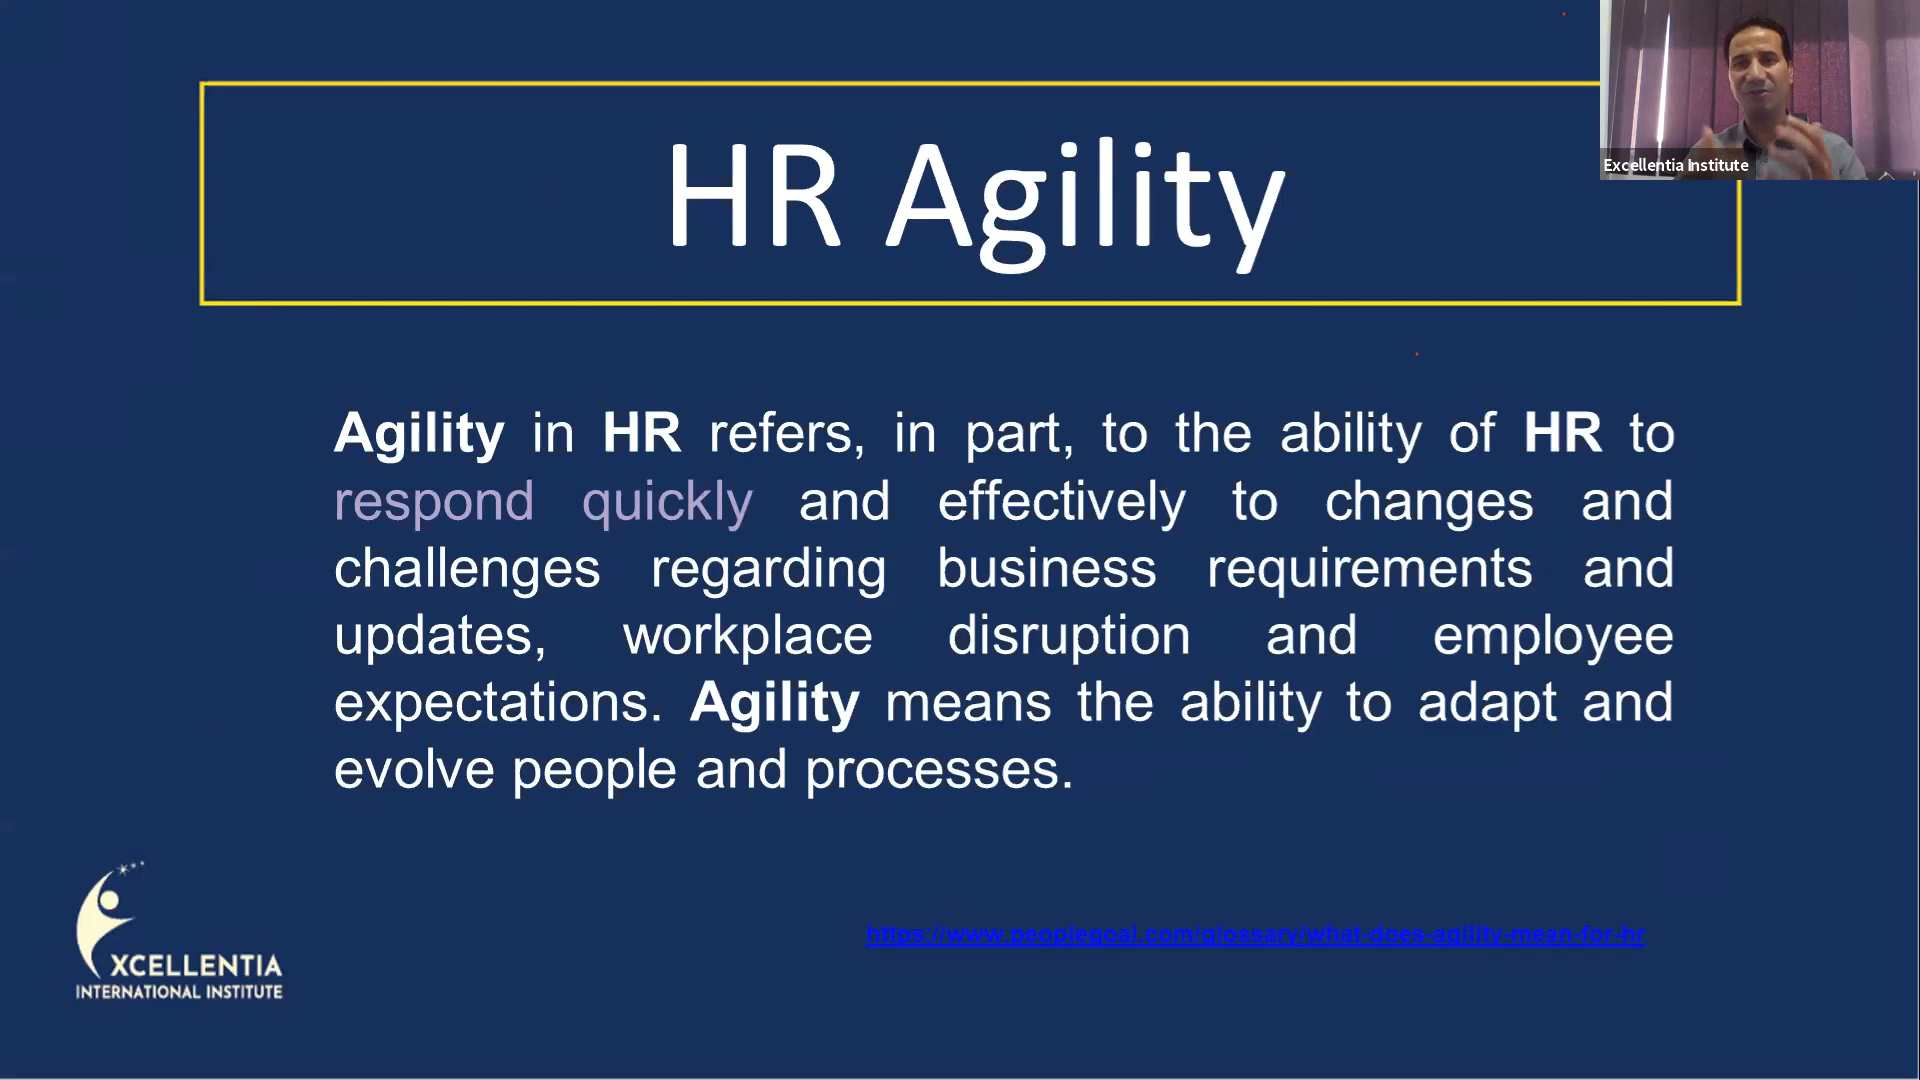 Excellentia Institute
HR Agility
Agility in HR refers, in part, to the ability of HR to
respond quickly and effectively to changes and
challenges regarding business requirements and
updates, workplace disruption and employee
expectations. Agility means the ability to adapt and
evolve people and processes.
https://www.peoplegoal.com/glossary/what-does-agility-mean-for-hr
XCELLENTIA
INTERNATIONAL INSTITUTE